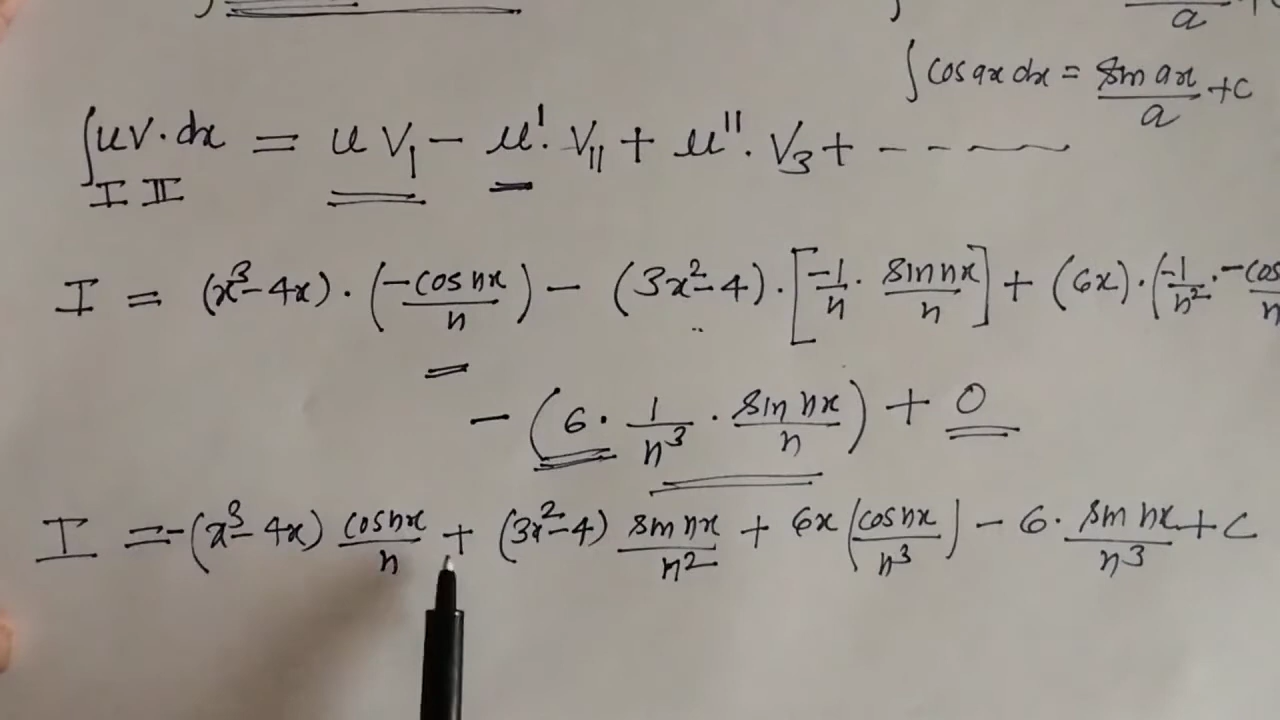 a
∫ cos ax dx = sin ax / a + C
∫ uv · dx = u V₁ − u' · V₁₁ + u'' · V₃ + - - -
I II
I = (x³ − 4x) · (−cos nx / n) − (3x² − 4) · [−1/n · sin nx / n] + (6x) · (−1/n² · −cos / n
− (6 · 1/n³ · sin nx / n) + 0
I = −(x³ − 4x) cos nx / n + (3x² − 4) sin nx / n² + 6x (cos nx / n³) − 6 · sin nx / n³ + C